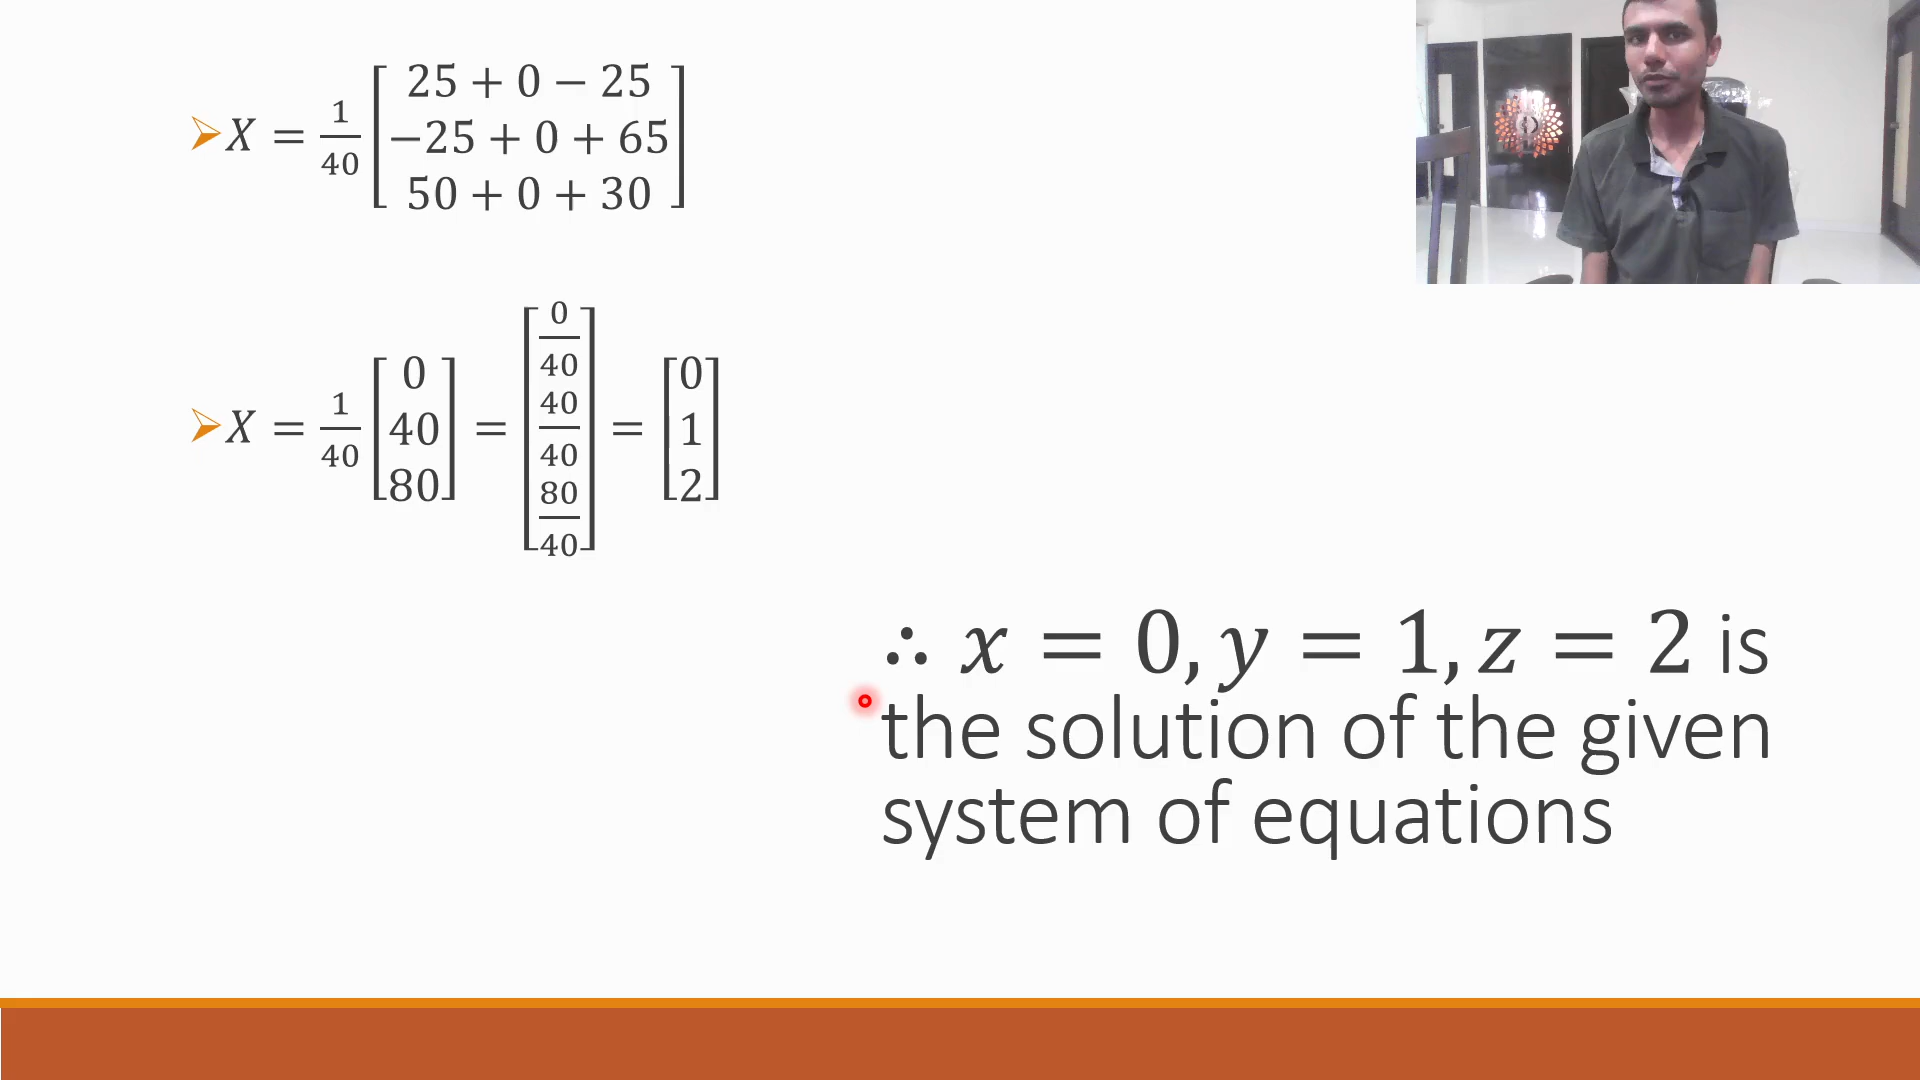 ➢X = 1/40 [25 + 0 − 25
−25 + 0 + 65
50 + 0 + 30]
➢X = 1/40 [0 40 80] = [0/40 40/40 80/40] = [0 1 2]
∴ x = 0, y = 1, z = 2 is
the solution of the given
system of equations